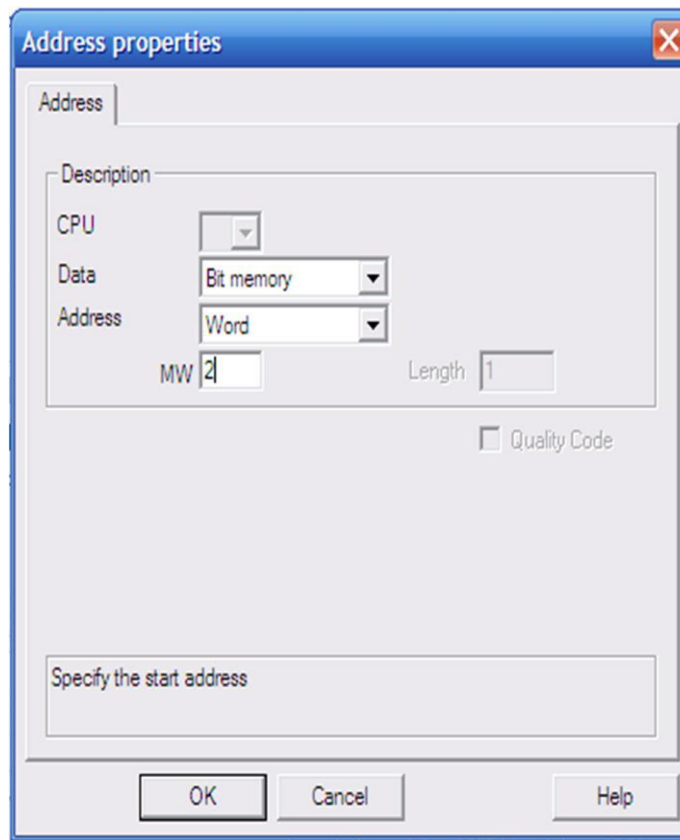 Address properties
Address
Description
CPU
Data Bit memory
Address Word
MW 2 Length 1
Quality Code
Specify the start address
OK Cancel Help